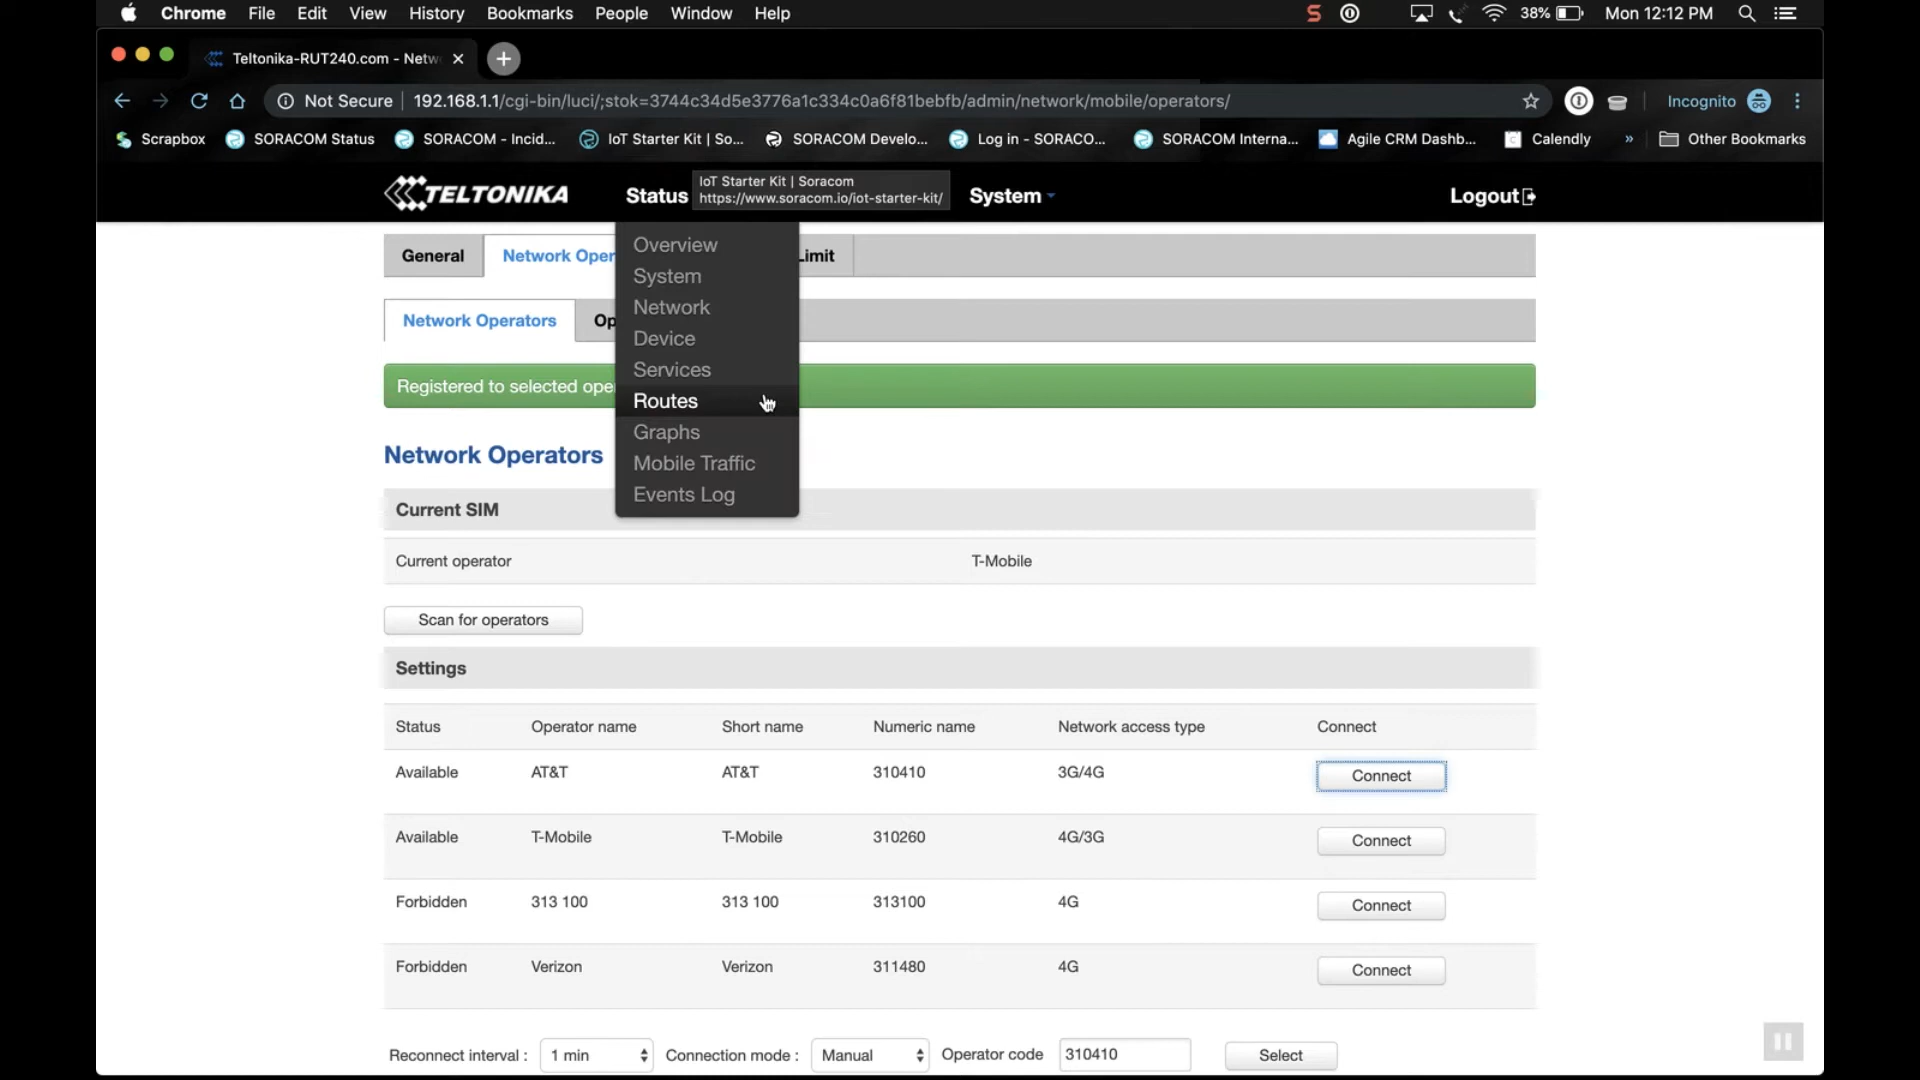 Chrome File Edit View History Bookmarks People Window Help 38% Mon 12:12 PM
Teltonika-RUT240.com - Netw
Not Secure 192.168.1.1/cgi-bin/luci/;stok=3744c34d5e3776a1c334c0a6f81bebfb/admin/network/mobile/operators/ Incognito
Scrapbox SORACOM Status SORACOM - Incid... IoT Starter Kit | So... SORACOM Develo... Log in - SORACO... SORACOM Interna... Agile CRM Dashb... Calendly » Other Bookmarks
TELTONIKA Status System Logout
IoT Starter Kit | Soracom
https://www.soracom.io/iot-starter-kit/
General Network Oper Limit
Network Operators Op
Overview
System
Network
Device
Services
Routes
Graphs
Mobile Traffic
Events Log
Registered to selected ope
Network Operators
Current SIM
Current operator T-Mobile
Scan for operators
Settings
Status Operator name Short name Numeric name Network access type Connect
Available AT&T AT&T 310410 3G/4G Connect
Available T-Mobile T-Mobile 310260 4G/3G Connect
Forbidden 313 100 313 100 313100 4G Connect
Forbidden Verizon Verizon 311480 4G Connect
Reconnect interval : 1 min Connection mode : Manual Operator code 310410 Select